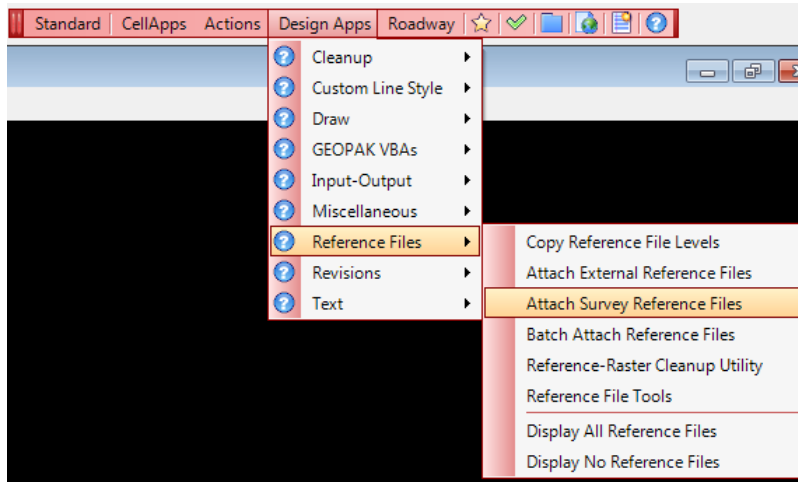 Standard CellApps Actions Design Apps Roadway
Cleanup
Custom Line Style
Draw
GEOPAK VBAs
Input-Output
Miscellaneous
Reference Files
Revisions
Text
Copy Reference File Levels
Attach External Reference Files
Attach Survey Reference Files
Batch Attach Reference Files
Reference-Raster Cleanup Utility
Reference File Tools
Display All Reference Files
Display No Reference Files